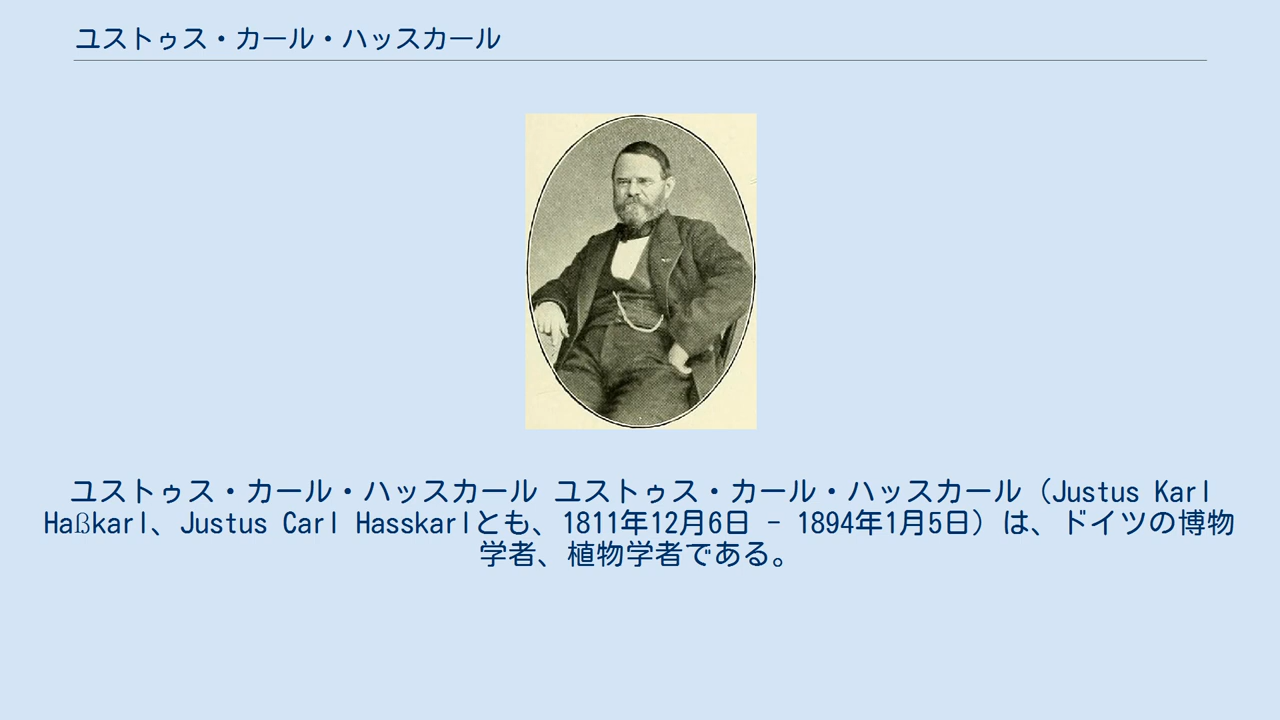 ユストゥス・カール・ハッスカール
ユストゥス・カール・ハッスカール ユストゥス・カール・ハッスカール（Justus Karl
Haßkarl、Justus Carl Hasskarlとも、1811年12月6日 - 1894年1月5日）は、ドイツの博物
学者、植物学者である。